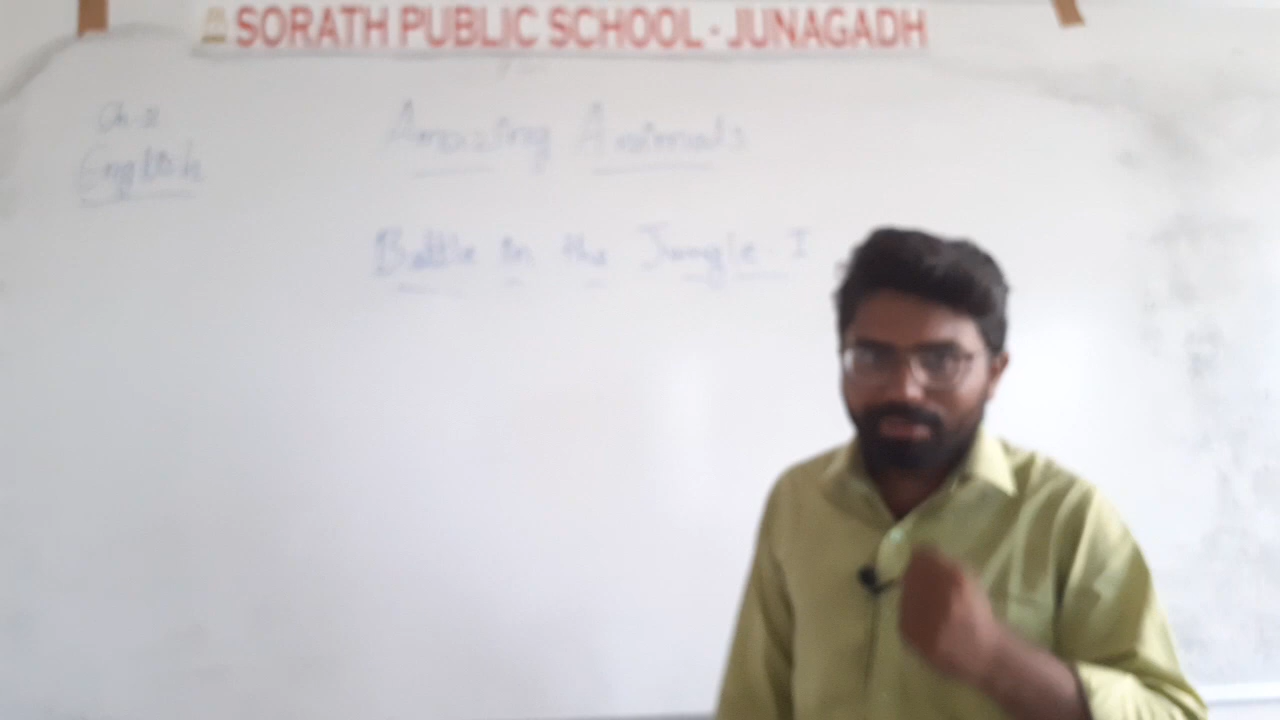 SORATH PUBLIC SCHOOL - JUNAGADH
Amazing Animals
English
Battle in the Jungle - I